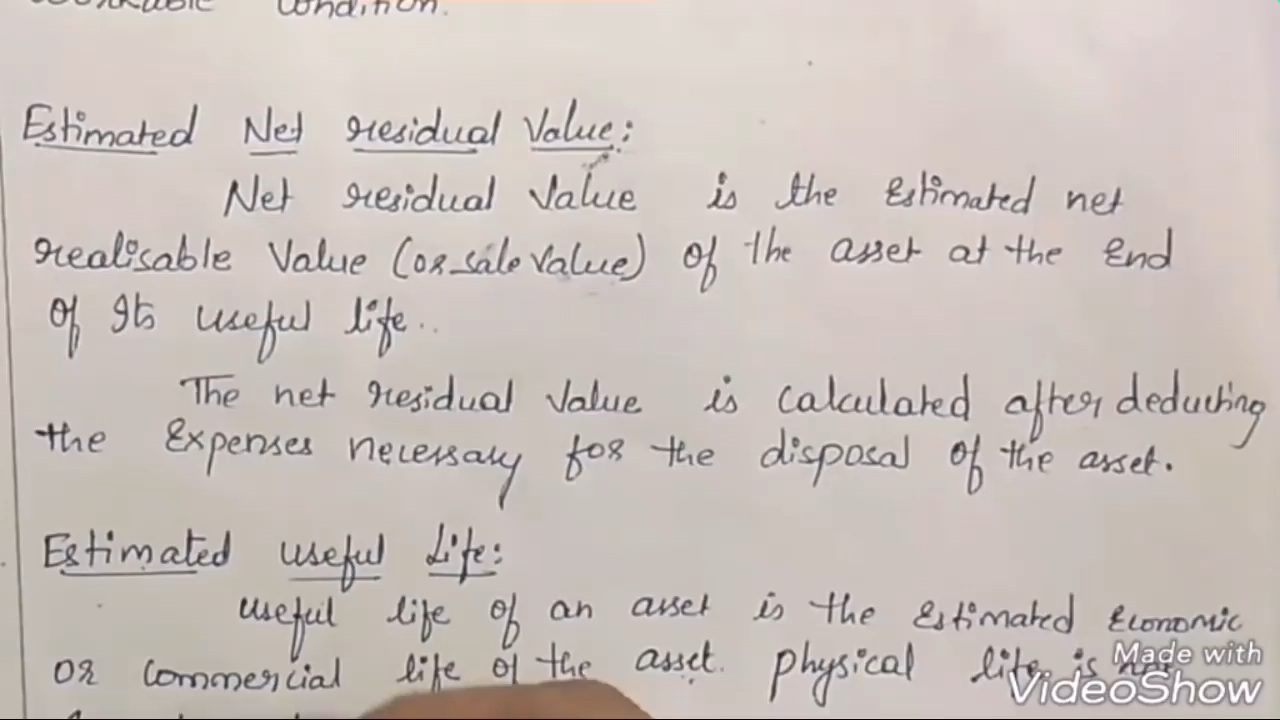 condition.
Estimated Net residual Value:
Net residual Value is the Estimated net
realisable Value (or sale value) of the asset at the End
Of Its useful life..
The net residual Value is calculated after deducting
the Expenses necessary for the disposal of the asset.
Estimated useful Life:
useful life of an asset is the Estimated Economic
Or commercial life of the asset. physical life is not
Made with
VideoShow